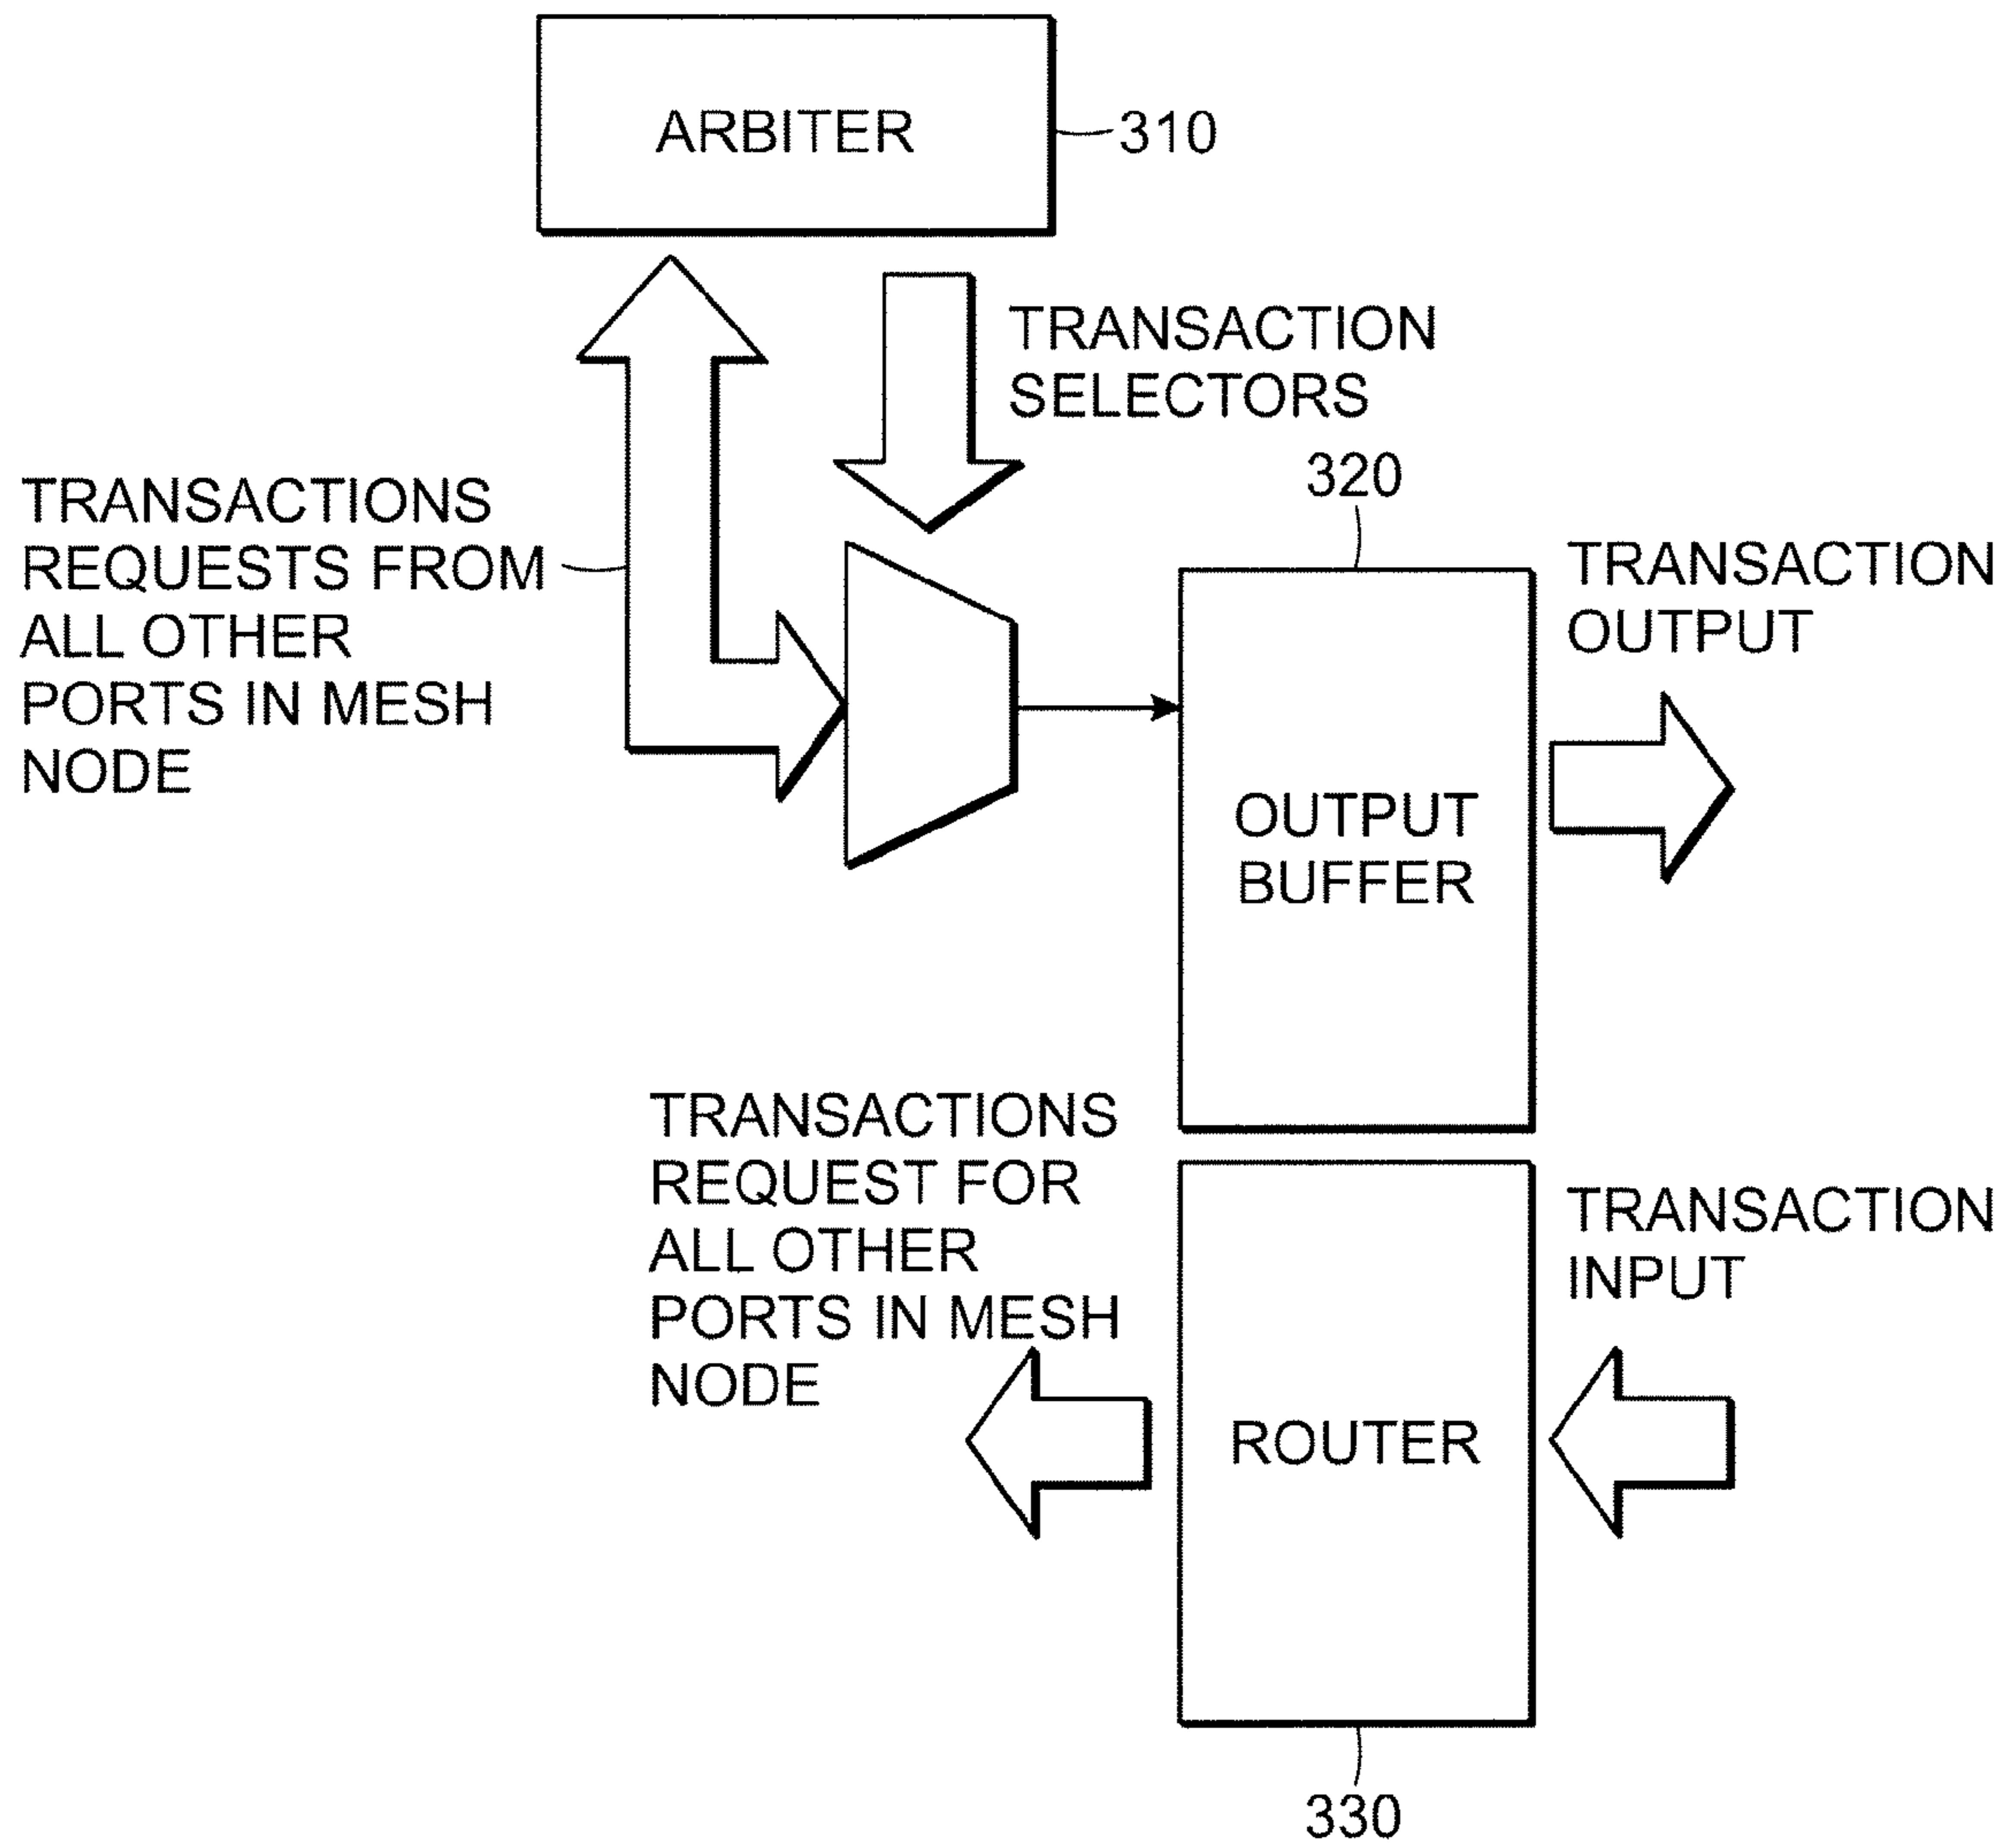 ARBITER
310
TRANSACTION
SELECTORS
320
TRANSACTIONS
REQUESTS FROM
ALL OTHER
PORTS IN MESH
NODE
TRANSACTION
OUTPUT
OUTPUT
BUFFER
TRANSACTIONS
REQUEST FOR
ALL OTHER
PORTS IN MESH
NODE
TRANSACTION
INPUT
ROUTER
330